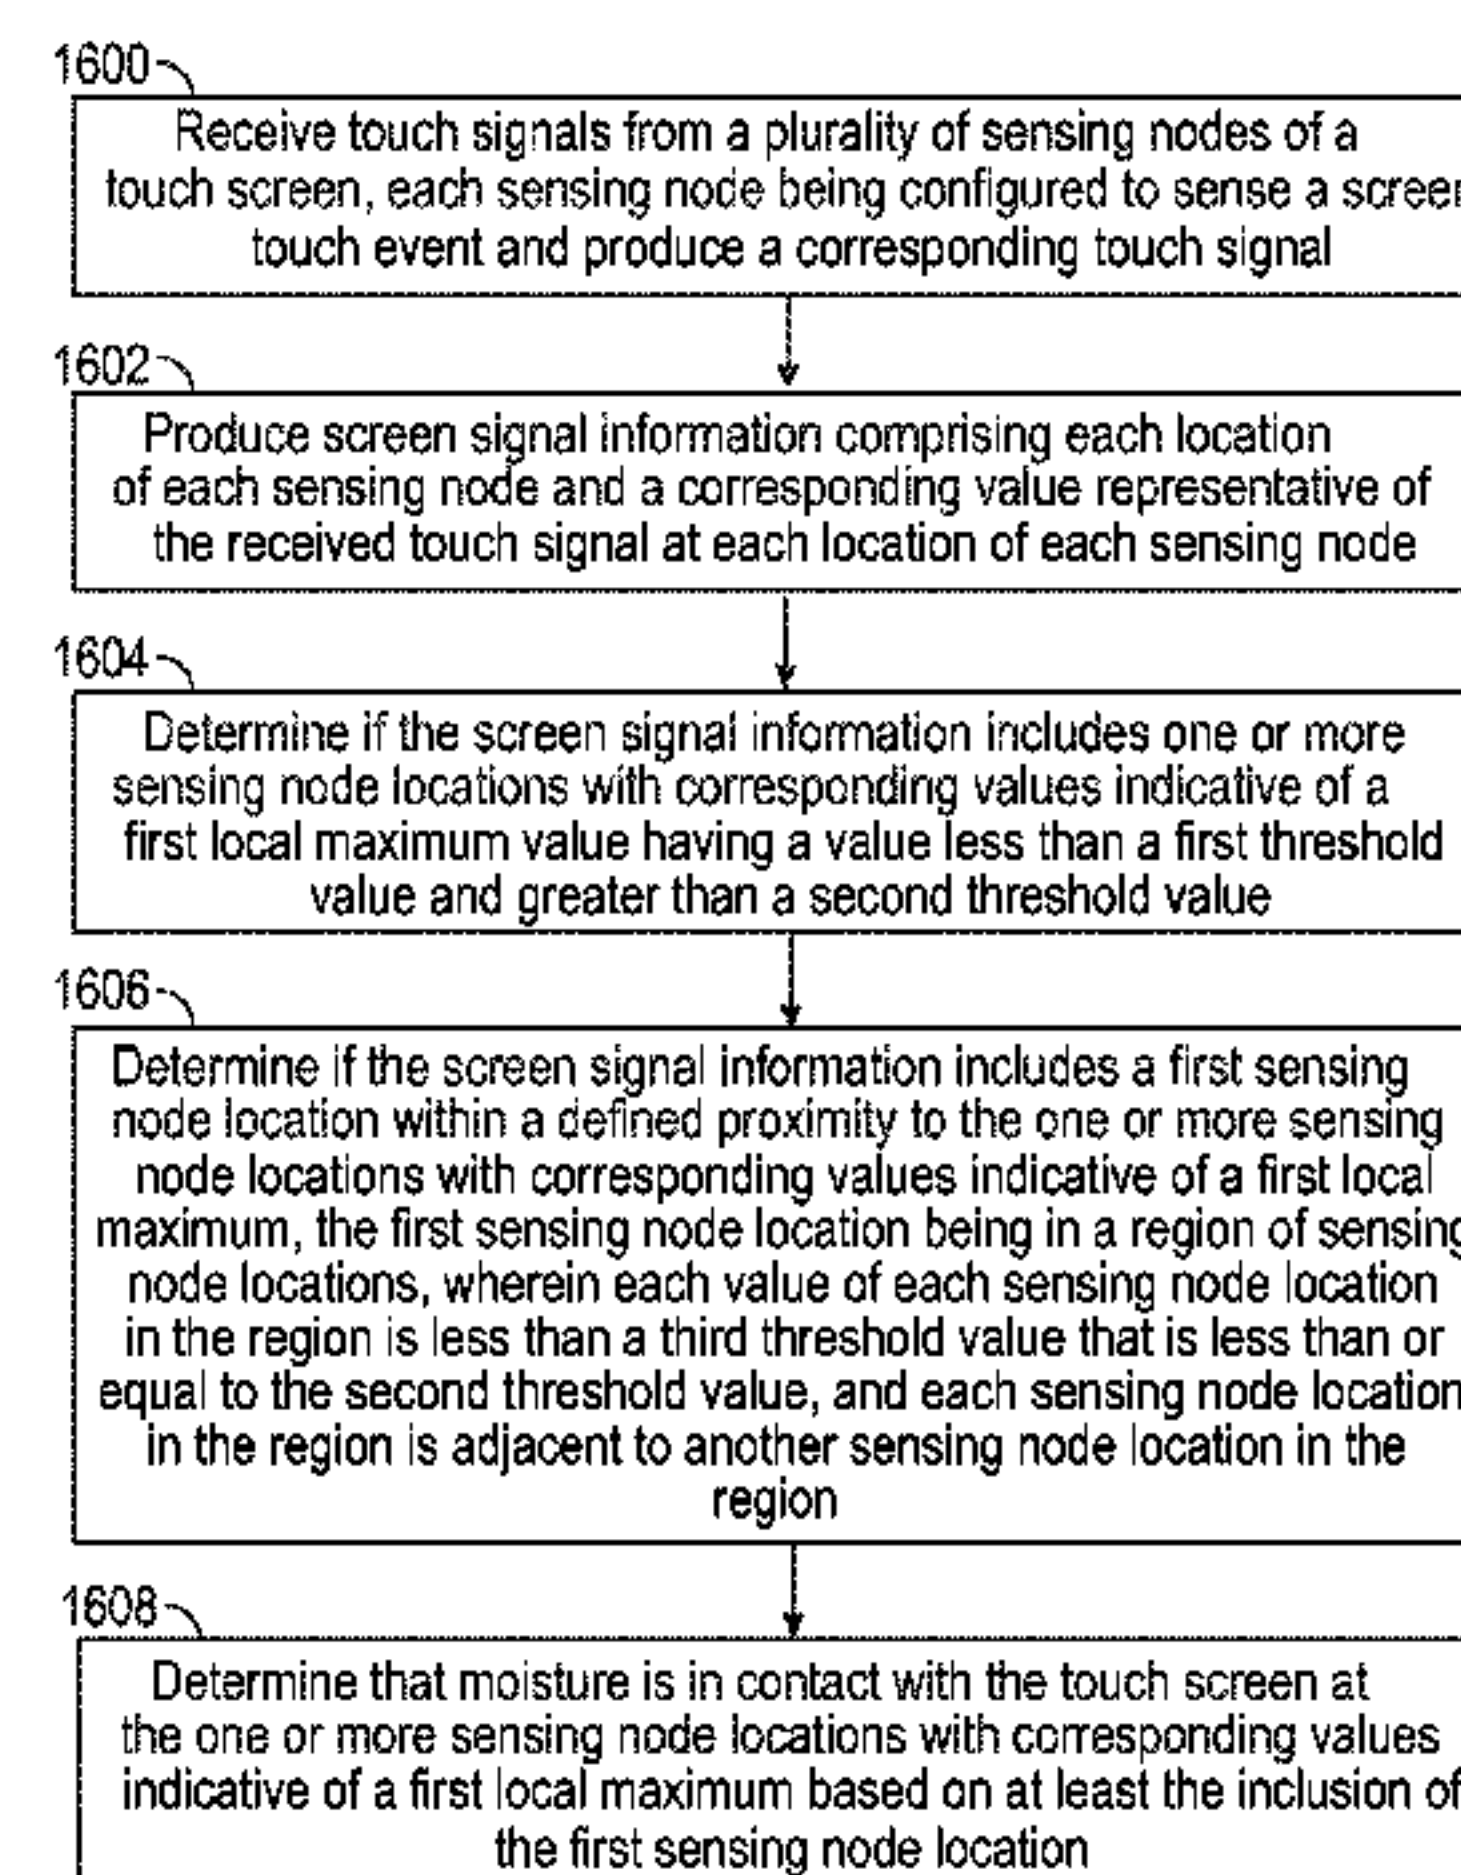 1600
Receive touch signals from a plurality of sensing nodes of a
touch screen, each sensing node being configured to sense a screen
touch event and produce a corresponding touch signal
1602
Produce screen signal information comprising each location
of each sensing node and a corresponding value representative of
the received touch signal at each location of each sensing node
1604
Determine if the screen signal information includes one or more
sensing node locations with corresponding values indicative of a
first local maximum value having a value less than a first threshold
value and greater than a second threshold value
1606
Determine if the screen signal information includes a first sensing
node location within a defined proximity to the one or more sensing
node locations with corresponding values indicative of a first local
maximum, the first sensing node location being in a region of sensing
node locations, wherein each value of each sensing node location
in the region is less than a third threshold value that is less than or
equal to the second threshold value, and each sensing node location
in the region is adjacent to another sensing node location in the
region
1608
Determine that moisture is in contact with the touch screen at
the one or more sensing node locations with corresponding values
indicative of a first local maximum based on at least the inclusion of
the first sensing node location